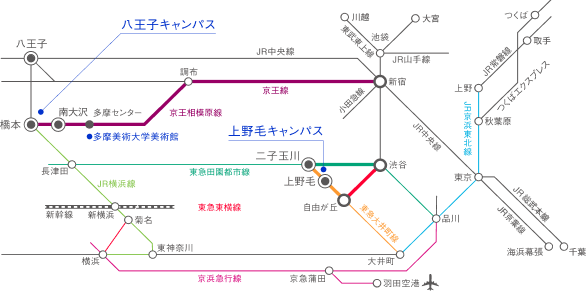 八王子キャンパス
川越
大宮
つくば
池袋
東武東上線
取手
八王子
JR中央線
JR山手線
JR常磐線
調布
新宿
つくばエクスプレス
上野
京王線
小田急線
南大沢
多摩センター
京王相模原線
橋本
JR京浜東北線
秋葉原
多摩美術大学美術館
上野毛キャンパス
JR中央線
二子玉川
渋谷
長津田
東急田園都市線
東京
JR横浜線
上野毛
JR総武本線
新幹線
新横浜
東急東横線
自由が丘
東急大井町線
JR京葉線
菊名
品川
東神奈川
大井町
海浜幕張
千葉
横浜
京浜急行線
京急蒲田
羽田空港